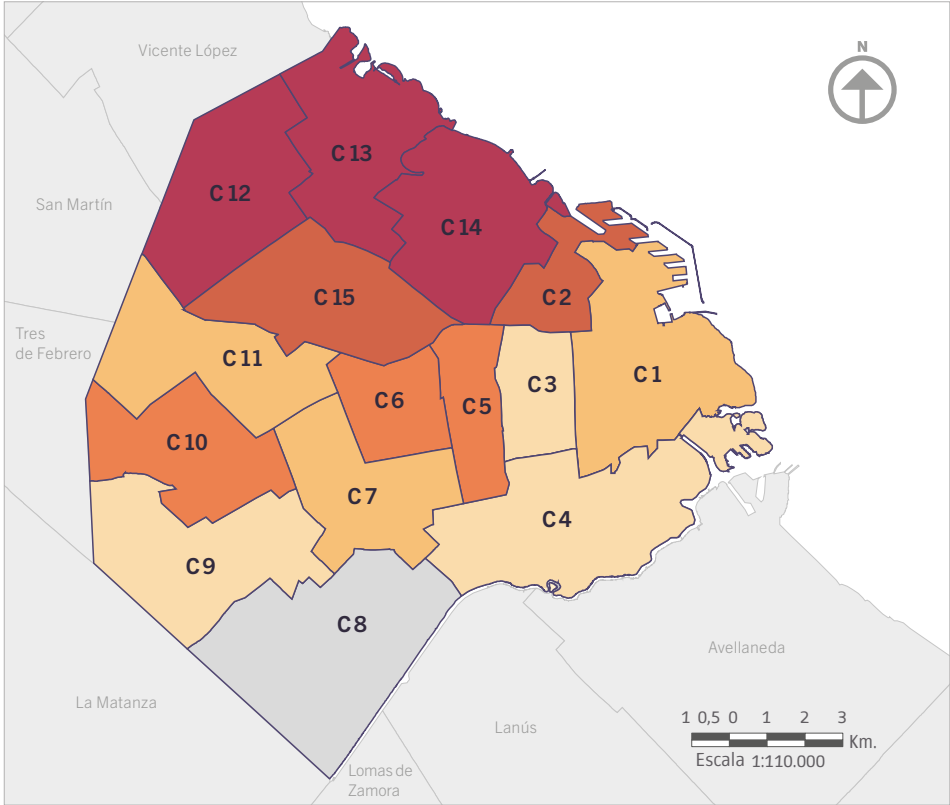 Vicente López
N
C 13
C 12
San Martín
C 14
C 15
C 2
Tres
de Febrero
C 11
C 1
C 3
C 6
C 5
C 10
C 7
C 4
C 9
C 8
Avellaneda
La Matanza
Lanús
1 0,5 0 1 2 3
Km.
Escala 1:110.000
Lomas de
Zamora